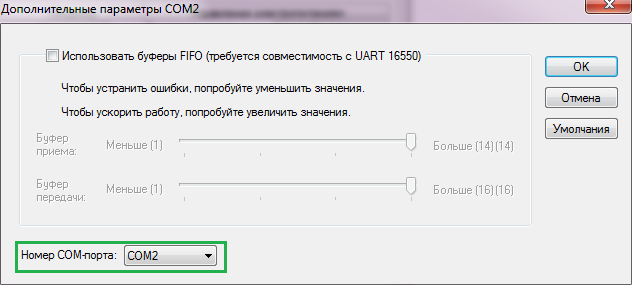 Дополнительные параметры COM2
Использовать буферы FIFO (требуется совместимость с UART 16550)
OK
Чтобы устранить ошибки, попробуйте уменьшить значения.
Отмена
Чтобы ускорить работу, попробуйте увеличить значения.
Умолчания
Буфер
приема:
Меньше (1)
Больше (14)
(14)
Буфер
передачи:
Меньше (1)
Больше (16)
(16)
Номер COM-порта:
COM2